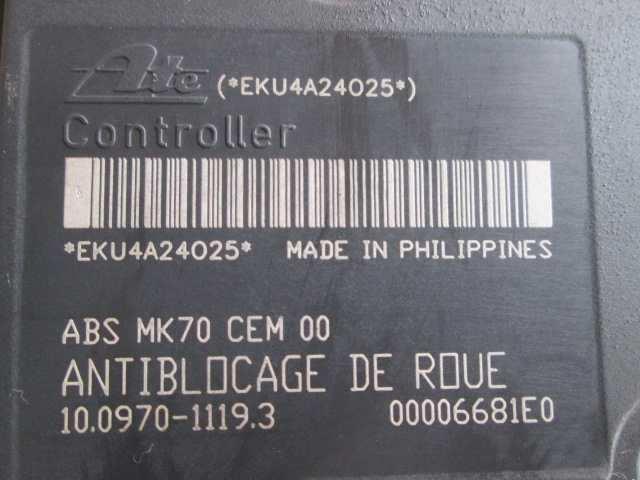 Ate (*EKU4A24025*)
Controller
*EKU4A24025* MADE IN PHILIPPINES
ABS MK70 CEM 00
ANTIBLOCAGE DE ROUE
10.0970-1119.3 00006681E0